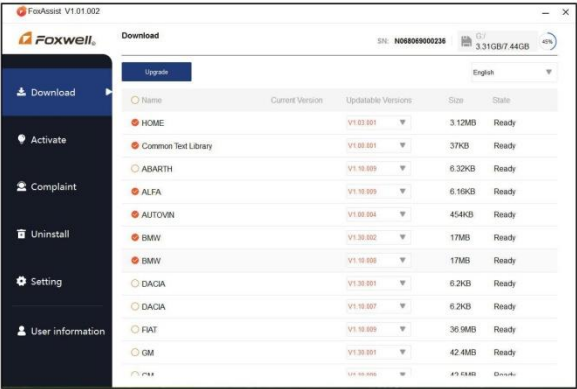 FoxAssist V1.01.002
FOXWELL
Download
SN: N068069000236
G:/
3.31GB/7.44GB
45%
Upgrade
English
Download
Activate
Complaint
Uninstall
Setting
User information
Name Current Version Updatable Versions Size State
HOME V1.03.001 3.12MB Ready
Common Text Library V1.00.001 37KB Ready
ABARTH V1.10.009 6.32KB Ready
ALFA V1.10.009 6.16KB Ready
AUTOVIN V1.00.004 454KB Ready
BMW V1.30.002 17MB Ready
BMW V1.10.008 17MB Ready
DACIA V1.30.001 6.2KB Ready
DACIA V1.10.007 6.2KB Ready
FIAT V1.10.009 36.9MB Ready
GM V1.30.001 42.4MB Ready
GM 42.5MB Ready